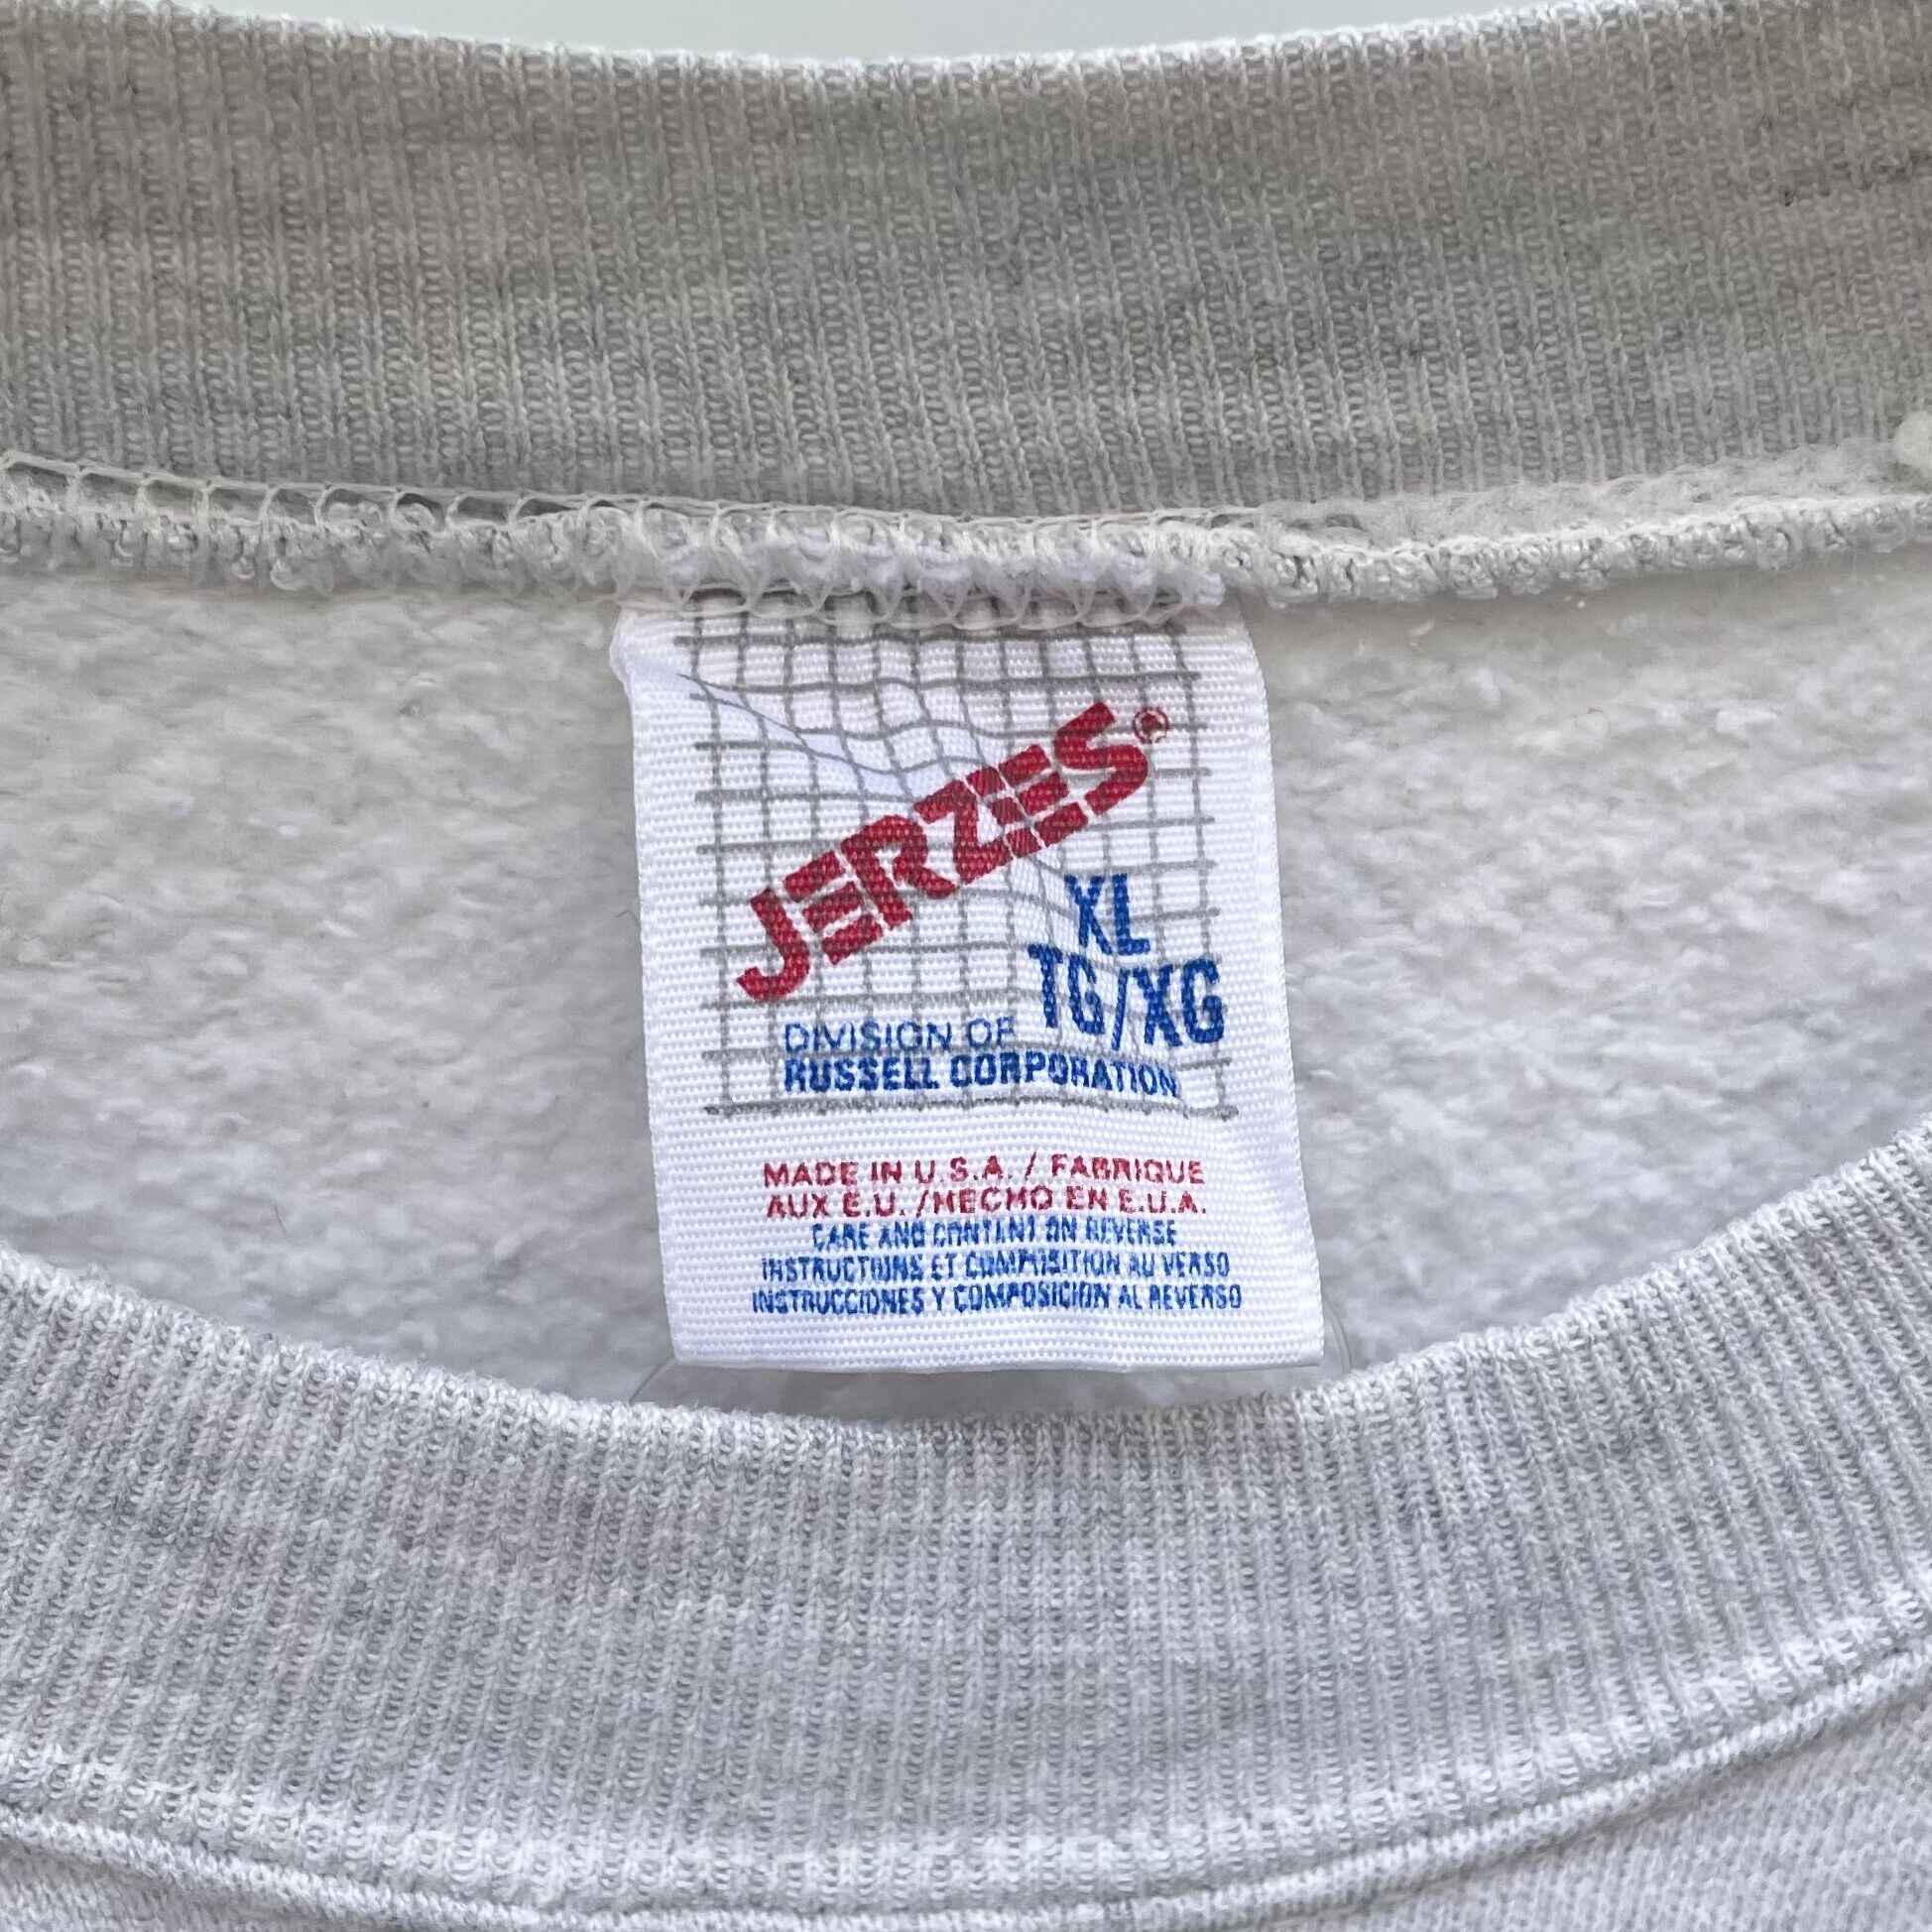 JERZES®
XL
TG/XG
DIVISION OF
RUSSELL CORPORATION
MADE IN U.S.A. / FABRIQUE
AUX E.U. /HECHO EN E.U.A.
CARE AND CONTENT ON REVERSE
INSTRUCTIONS ET COMPOSITION AU VERSO
INSTRUCCIONES Y COMPOSICION AL REVERSO